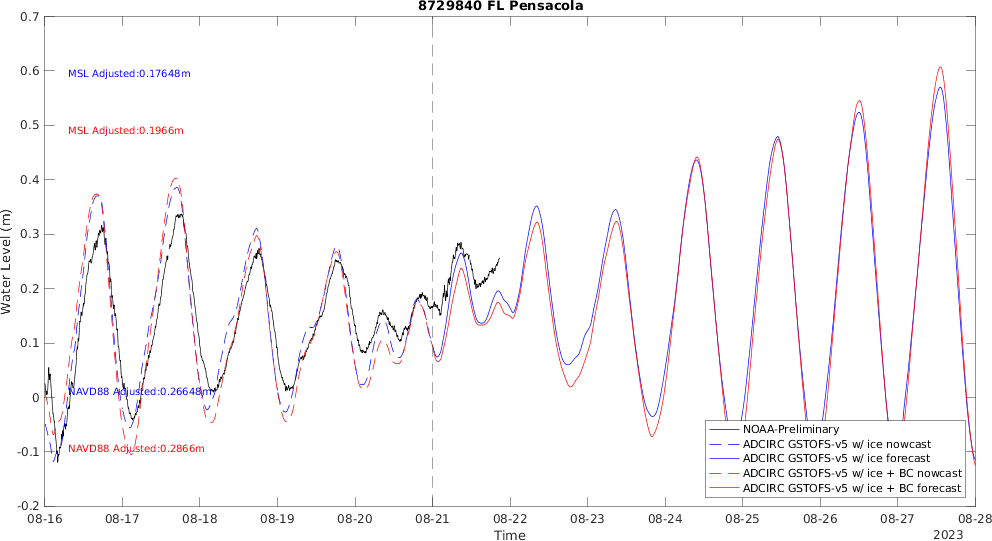 8729840 FL Pensacola
0.7
0.6
0.5
0.4
0.3
0.2
0.1
0
-0.1
-0.2
Water Level (m)
MSL Adjusted:0.17648m
MSL Adjusted:0.1966m
NAVD88 Adjusted:0.26648m
NAVD88 Adjusted:0.2866m
NOAA-Preliminary
ADCIRC GSTOFS-v5 w/ ice nowcast
ADCIRC GSTOFS-v5 w/ ice forecast
ADCIRC GSTOFS-v5 w/ ice + BC nowcast
ADCIRC GSTOFS-v5 w/ ice + BC forecast
08-16 08-17 08-18 08-19 08-20 08-21 08-22 08-23 08-24 08-25 08-26 08-27 08-28
Time
2023